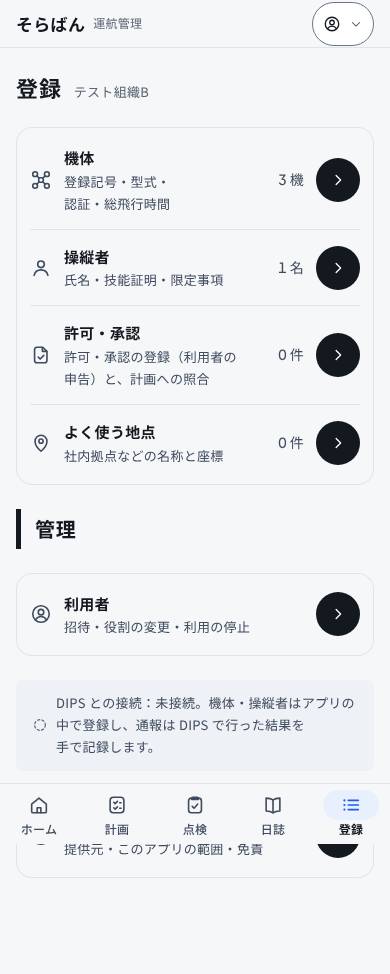 そらばん 運航管理
登録 テスト組織B
機体
登録記号・型式・
認証・総飛行時間
3 機
操縦者
氏名・技能証明・限定事項
1 名
許可・承認
許可・承認の登録（利用者の
申告）と、計画への照合
0 件
よく使う地点
社内拠点などの名称と座標
0 件
管理
利用者
招待・役割の変更・利用の停止
DIPS との接続：未接続。機体・操縦者はアプリの
中で登録し、通報は DIPS で行った結果を
手で記録します。
ホーム 計画 点検 日誌 登録
提供元・このアプリの範囲・免責